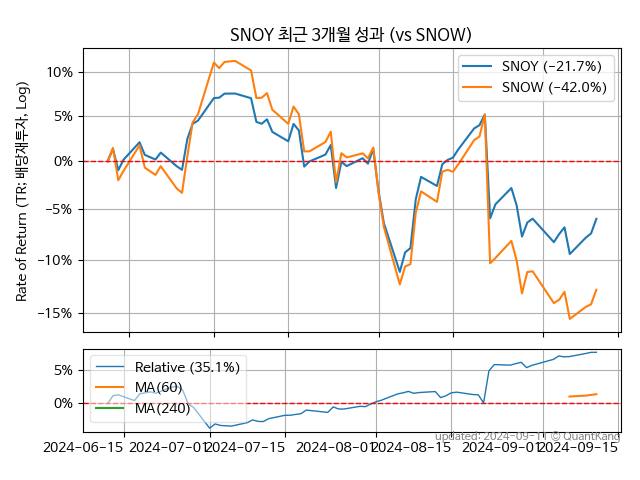 SNOY 최근 3개월 성과 (vs SNOW)
Rate of Return (TR: 배당재투자, Log)
10%
5%
0%
−5%
−10%
−15%
SNOY (−21.7%)
SNOW (−42.0%)
5%
0%
Relative (35.1%)
MA(60)
MA(240)
updated: 2024-09-11 © QuantKang
2024-06-15
2024-07-01
2024-07-15
2024-08-01
2024-08-15
2024-09-01
2024-09-15